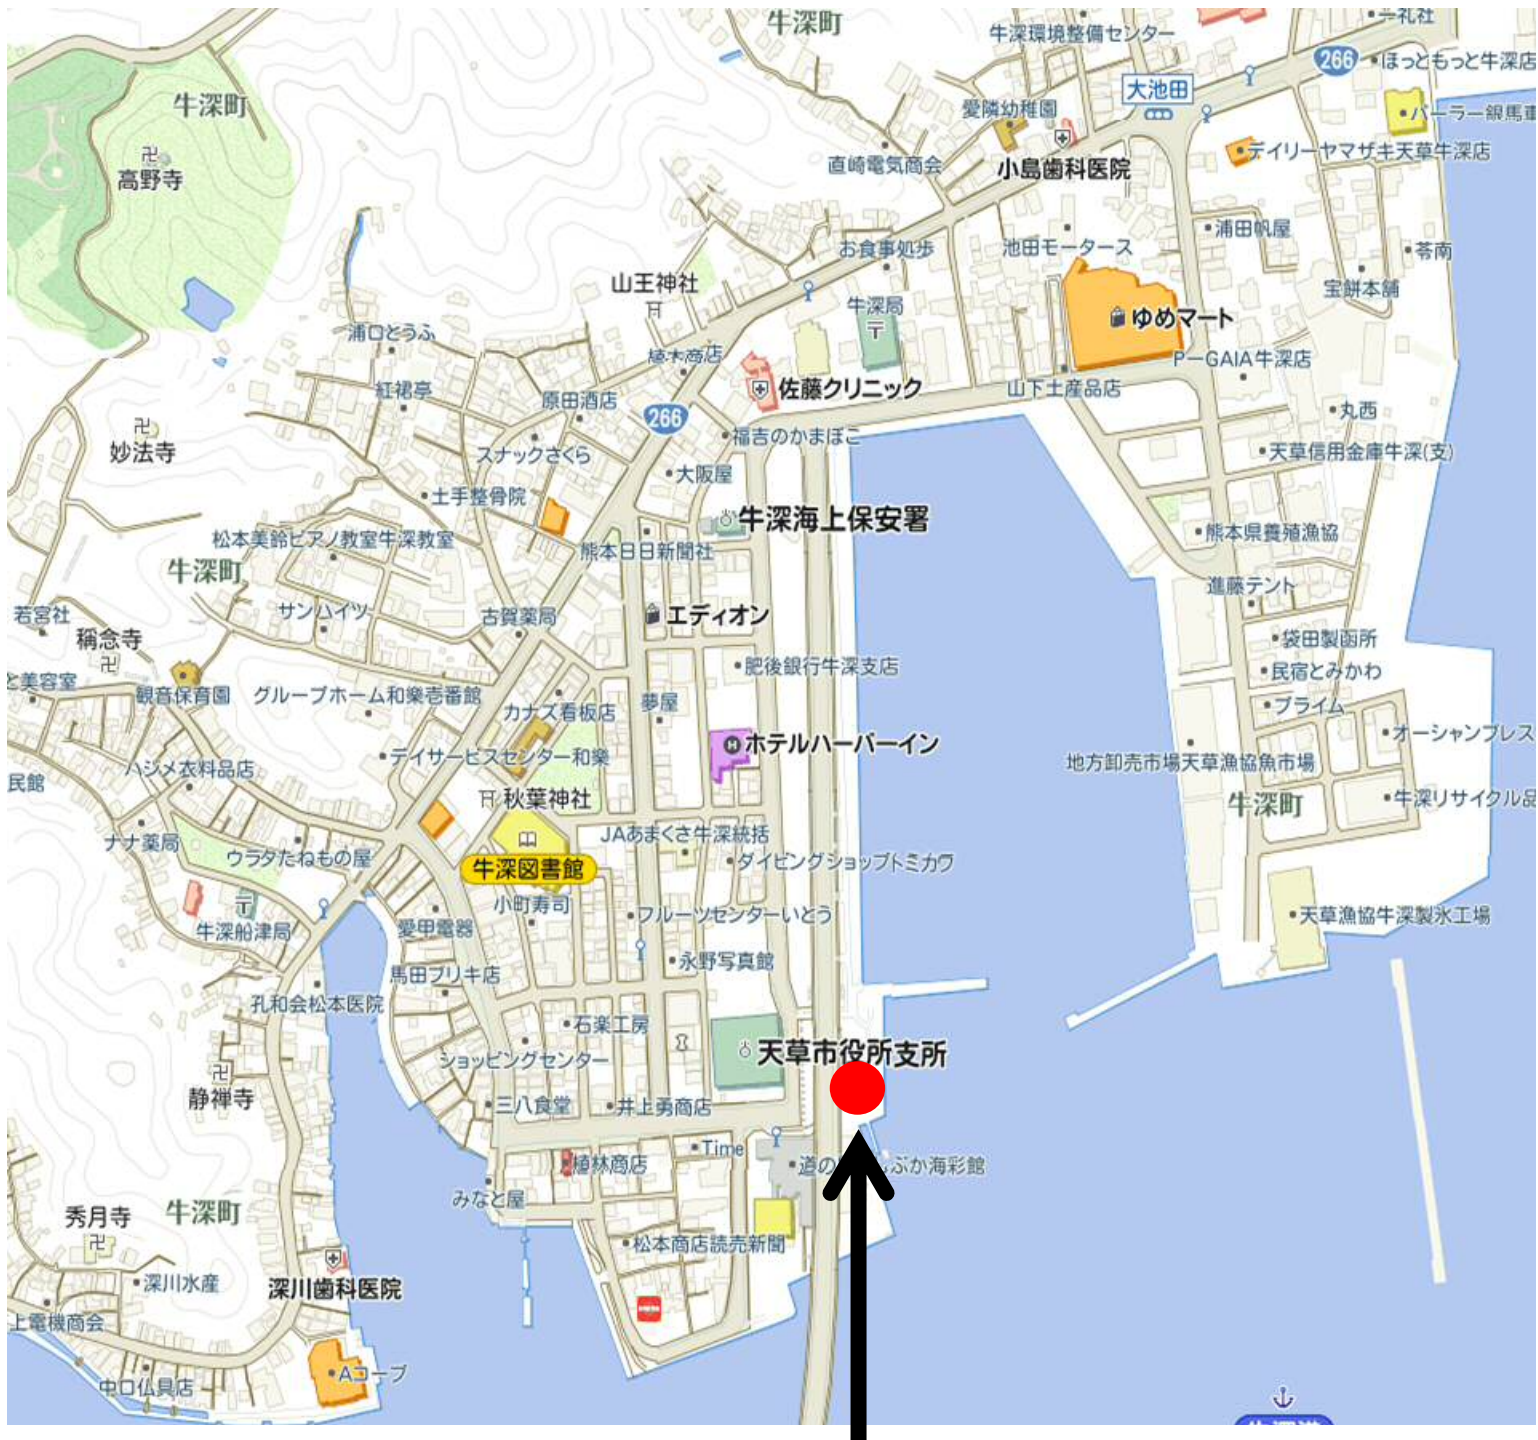 牛深町
一礼社
牛深環境整備センター
266
ほっともっと牛深店
大池田
牛深町
愛隣幼稚園
パーラー銀馬車
デイリーヤマザキ天草牛深店
高野寺
直崎電気商会
小島歯科医院
浦田帆屋
お食事処歩
池田モータース
苓南
山王神社
宝餅本舗
牛深局
ゆめマート
浦口とうふ
植木商店
P-GAIA牛深店
紅裙亭
佐藤クリニック
山下土産品店
原田酒店
266
丸西
福吉のかまぼこ
妙法寺
スナックさくら
大阪屋
天草信用金庫牛深(支)
土手整骨院
牛深海上保安署
熊本県養殖漁協
松本美鈴ピアノ教室牛深教室
熊本日日新聞社
牛深町
進藤テント
若宮社
サンハイツ
古賀薬局
エディオン
稱念寺
袋田製函所
肥後銀行牛深支店
民宿とみかわ
と美容室
観音保育園
グループホーム和樂壱番館
夢屋
プライム
カナズ看板店
オーシャンプレス
ホテルハーバーイン
デイサービスセンター和樂
地方卸売市場天草漁協魚市場
ハシメ衣料品店
民館
秋葉神社
牛深町
牛深リサイクル品
JAあまくさ牛深統括
ナナ薬局
ウラタたねもの屋
ダイビングショップトミカワ
牛深図書館
小町寿司
フルーツセンターいとう
天草漁協牛深製氷工場
愛甲電器
牛深船津局
永野写真館
馬田ブリキ店
孔和会松本医院
石楽工房
天草市役所支所
ショッピングセンター
静禅寺
三八食堂
井上勇商店
Time
植林商店
道の
ぶか海彩館
みなと屋
秀月寺
牛深町
松本商店読売新聞
深川水産
深川歯科医院
上電機商会
Aコープ
中口仏具店